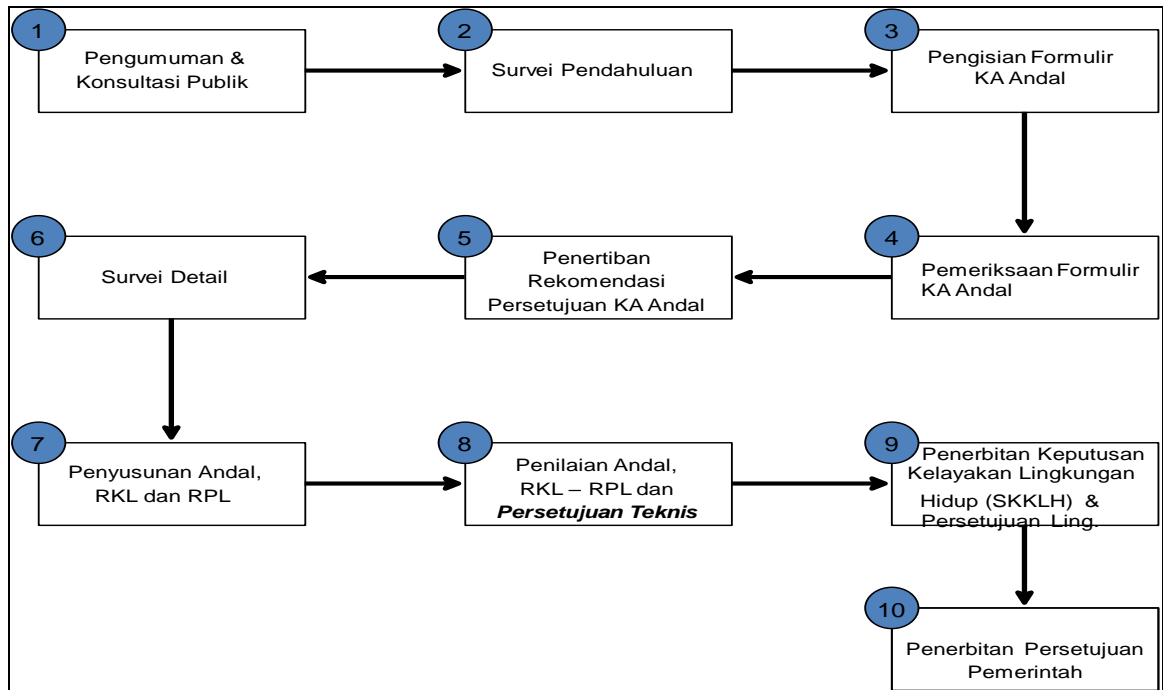 1
Pengumuman &
Konsultasi Publik
2
Survei Pendahuluan
3
Pengisian Formulir
KA Andal
4
Pemeriksaan Formulir
KA Andal
5
Penertiban
Rekomendasi
Persetujuan KA Andal
6
Survei Detail
7
Penyusunan Andal,
RKL dan RPL
8
Penilaian Andal,
RKL – RPL dan
Persetujuan Teknis
9
Penerbitan Keputusan
Kelayakan Lingkungan
Hidup (SKKLH) &
Persetujuan Ling.
10
Penerbitan Persetujuan
Pemerintah